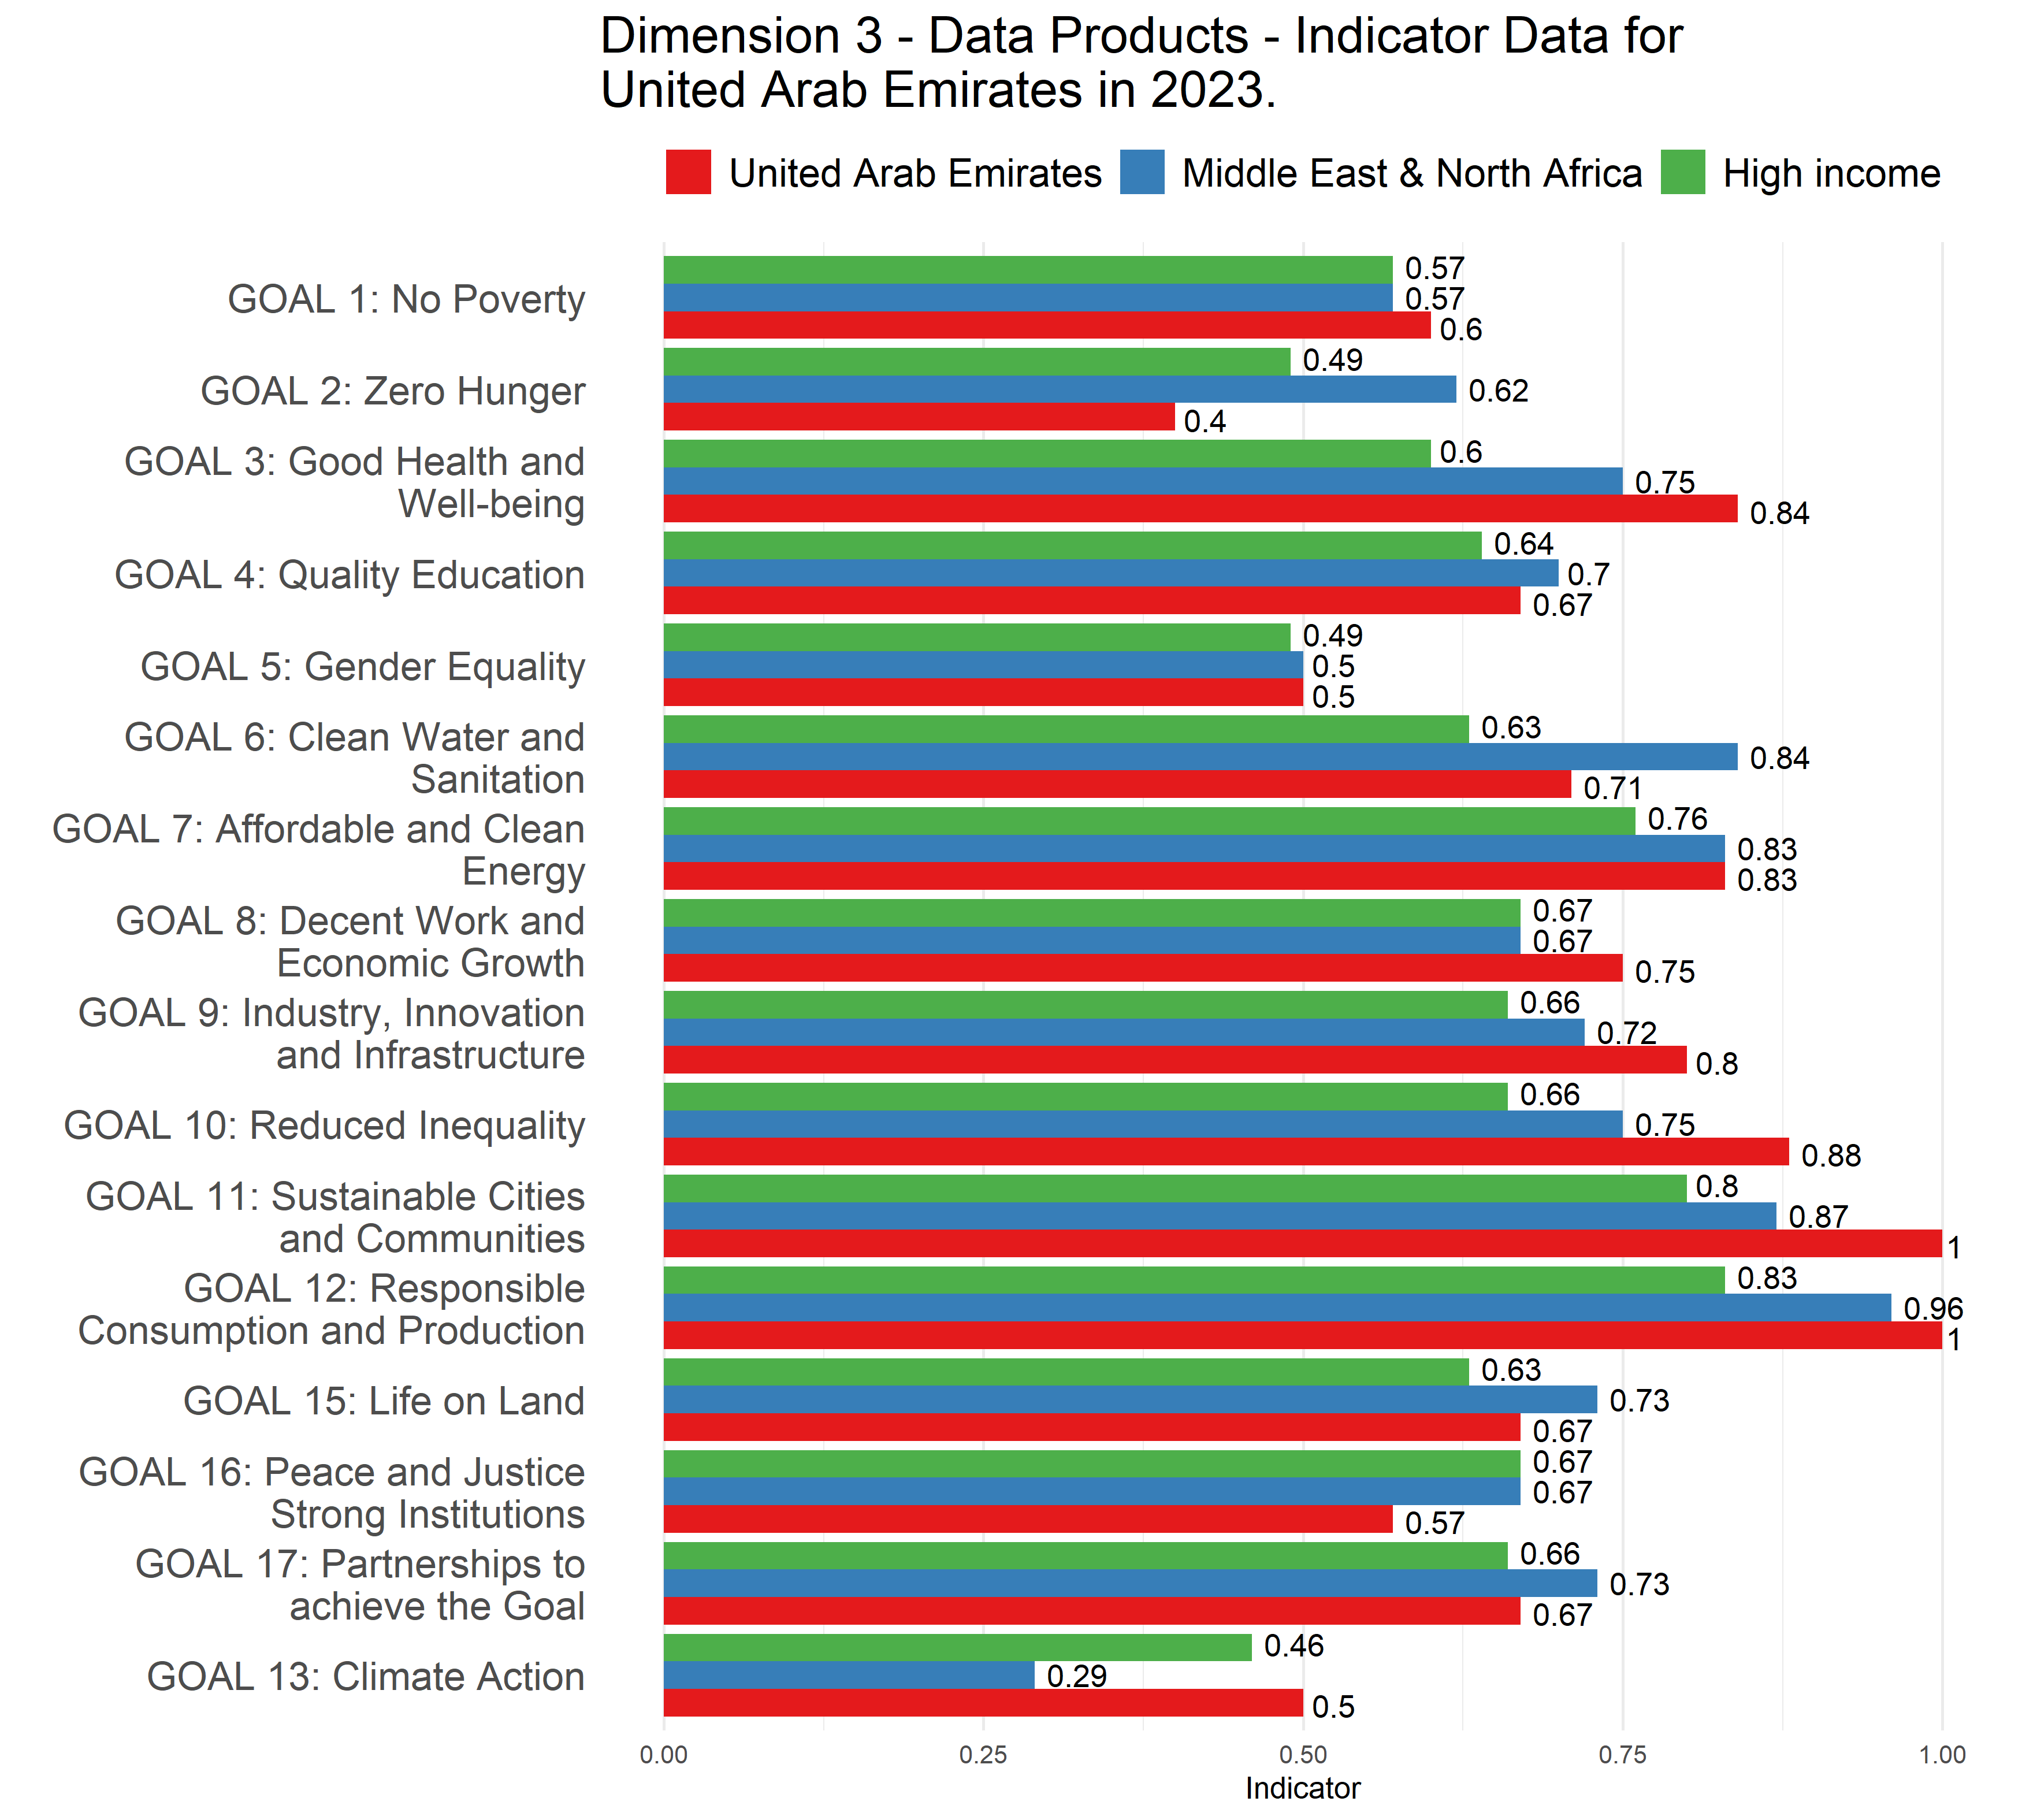 Dimension 3 - Data Products - Indicator Data for
United Arab Emirates in 2023.
United Arab Emirates Middle East & North Africa High income
GOAL 1: No Poverty
0.57
0.57
0.6
GOAL 2: Zero Hunger
0.49
0.62
0.4
GOAL 3: Good Health and
Well-being
0.6
0.75
0.84
GOAL 4: Quality Education
0.64
0.7
0.67
GOAL 5: Gender Equality
0.49
0.5
0.5
GOAL 6: Clean Water and
Sanitation
0.63
0.84
0.71
GOAL 7: Affordable and Clean
Energy
0.76
0.83
0.83
GOAL 8: Decent Work and
Economic Growth
0.67
0.67
0.75
GOAL 9: Industry, Innovation
and Infrastructure
0.66
0.72
0.8
GOAL 10: Reduced Inequality
0.66
0.75
0.88
GOAL 11: Sustainable Cities
and Communities
0.8
0.87
1
GOAL 12: Responsible
Consumption and Production
0.83
0.96
1
GOAL 15: Life on Land
0.63
0.73
0.67
GOAL 16: Peace and Justice
Strong Institutions
0.67
0.67
0.57
GOAL 17: Partnerships to
achieve the Goal
0.66
0.73
0.67
GOAL 13: Climate Action
0.46
0.29
0.5
0.00 0.25 0.50 0.75 1.00
Indicator